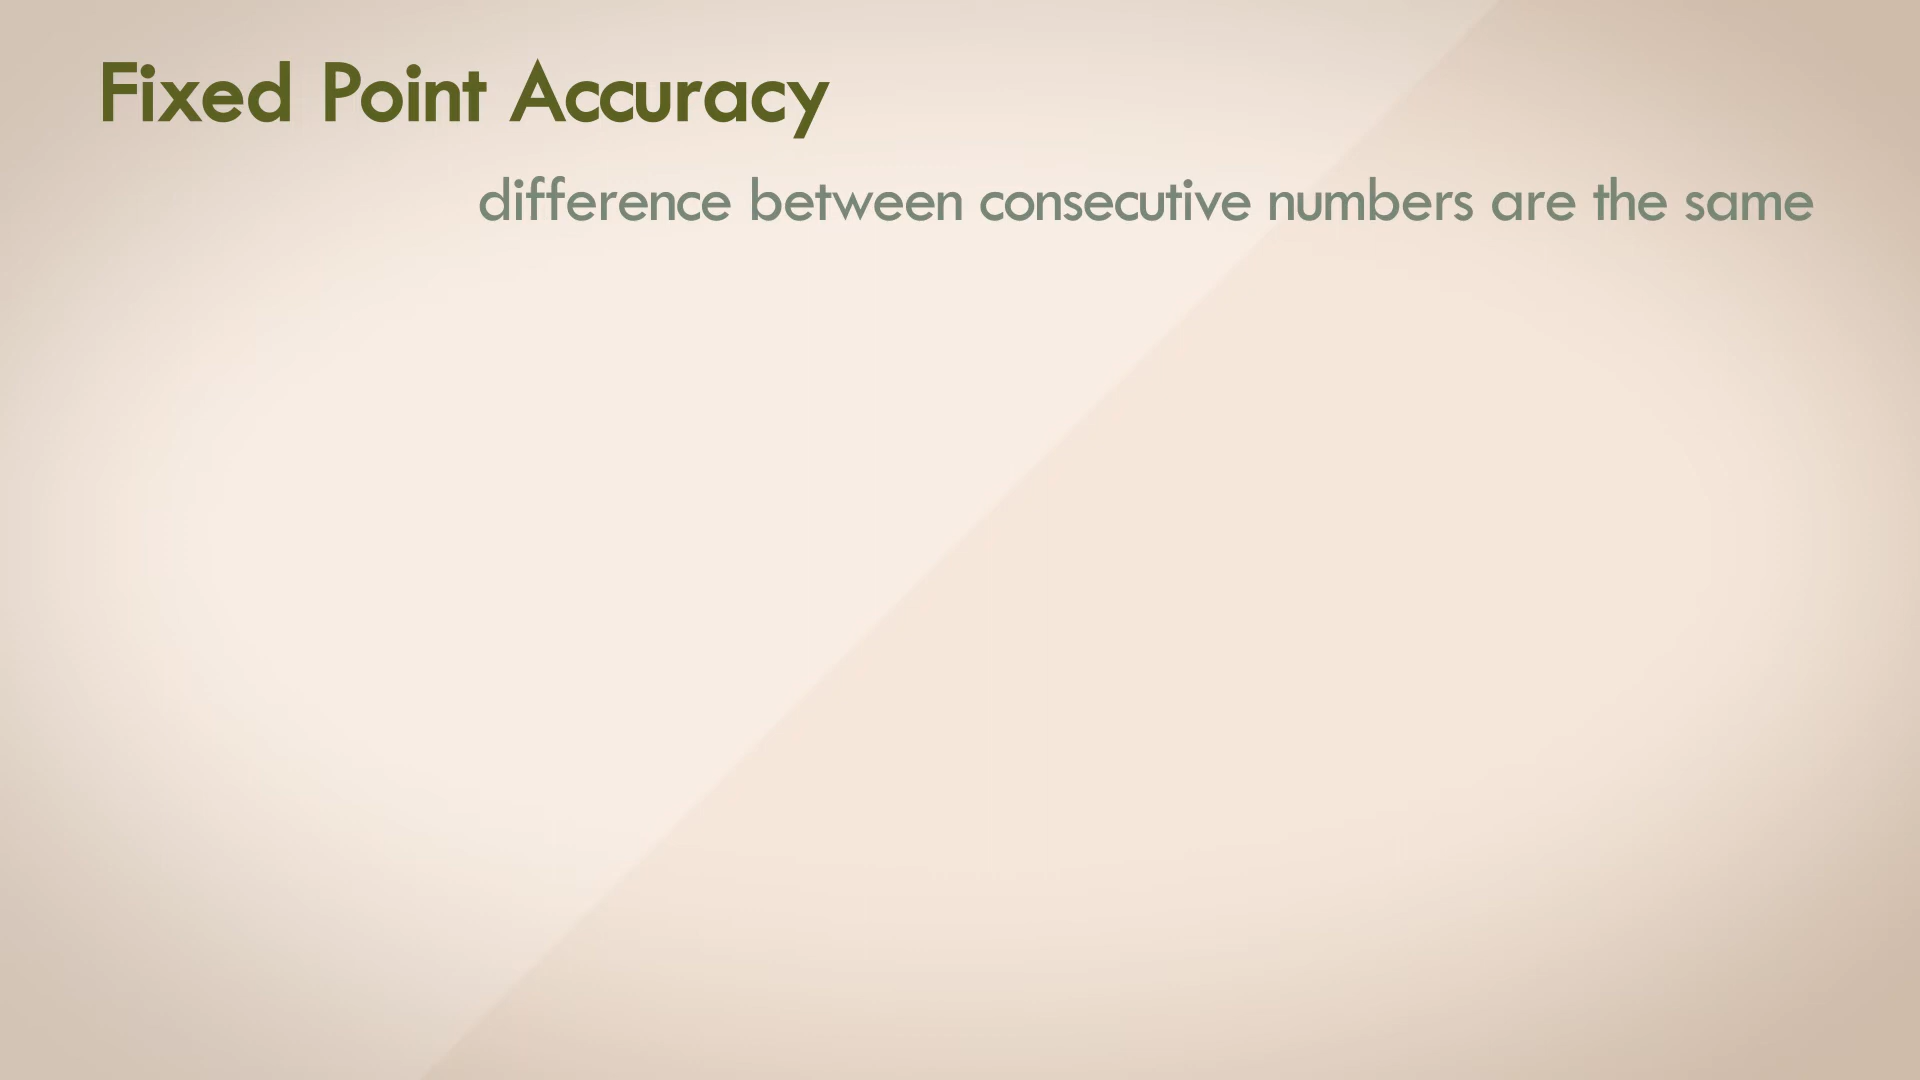 Fixed Point Accuracy
difference between consecutive numbers are the same